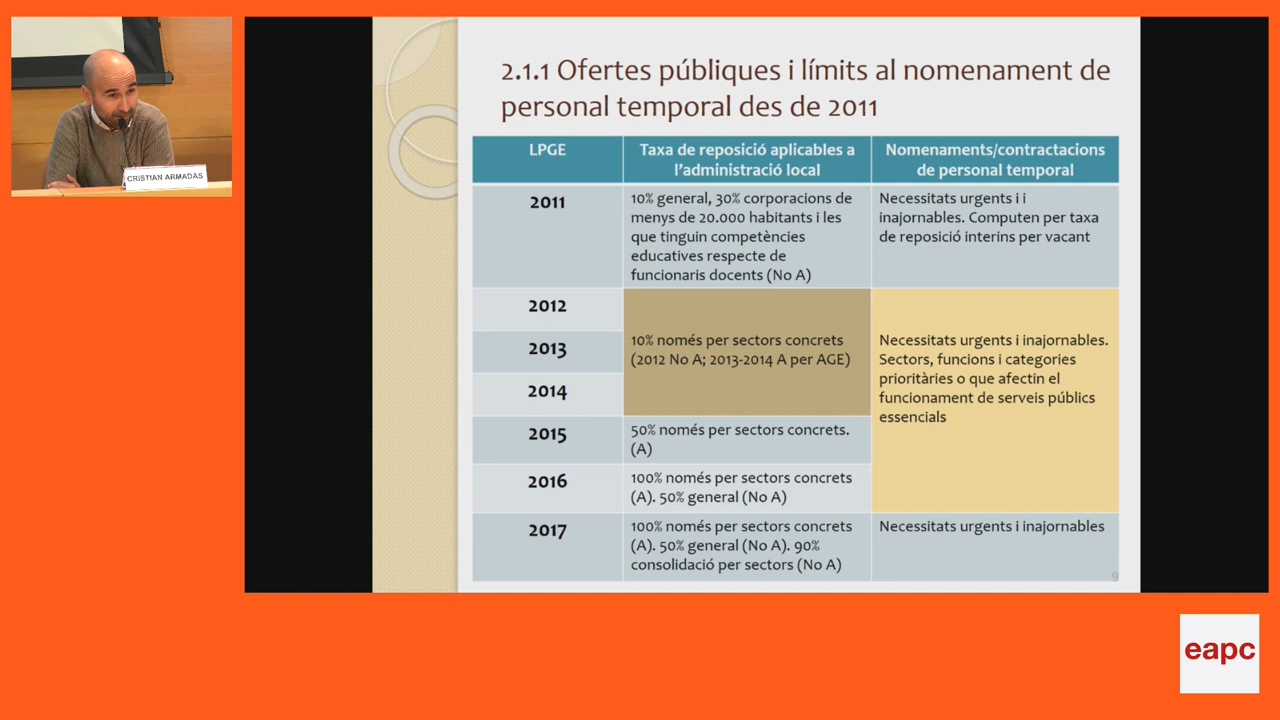 CRISTIAN ARMADAS
2.1.1 Ofertes públiques i límits al nomenament de
personal temporal des de 2011
LPGE
Taxa de reposició aplicables a
l'administració local
Nomenaments/contractacions
de personal temporal
2011
10% general, 30% corporacions de
menys de 20.000 habitants i les
que tinguin competències
educatives respecte de
funcionaris docents (No A)
Necessitats urgents i i
inajornables. Computen per taxa
de reposició interins per vacant
2012
2013
2014
10% només per sectors concrets
(2012 No A; 2013-2014 A per AGE)
Necessitats urgents i inajornables.
Sectors, funcions i categories
prioritàries o que afectin el
funcionament de serveis públics
essencials
2015
50% només per sectors concrets.
(A)
2016
100% només per sectors concrets
(A). 50% general (No A)
2017
100% només per sectors concrets
(A). 50% general (No A). 90%
consolidació per sectors (No A)
Necessitats urgents i inajornables
9
eapc